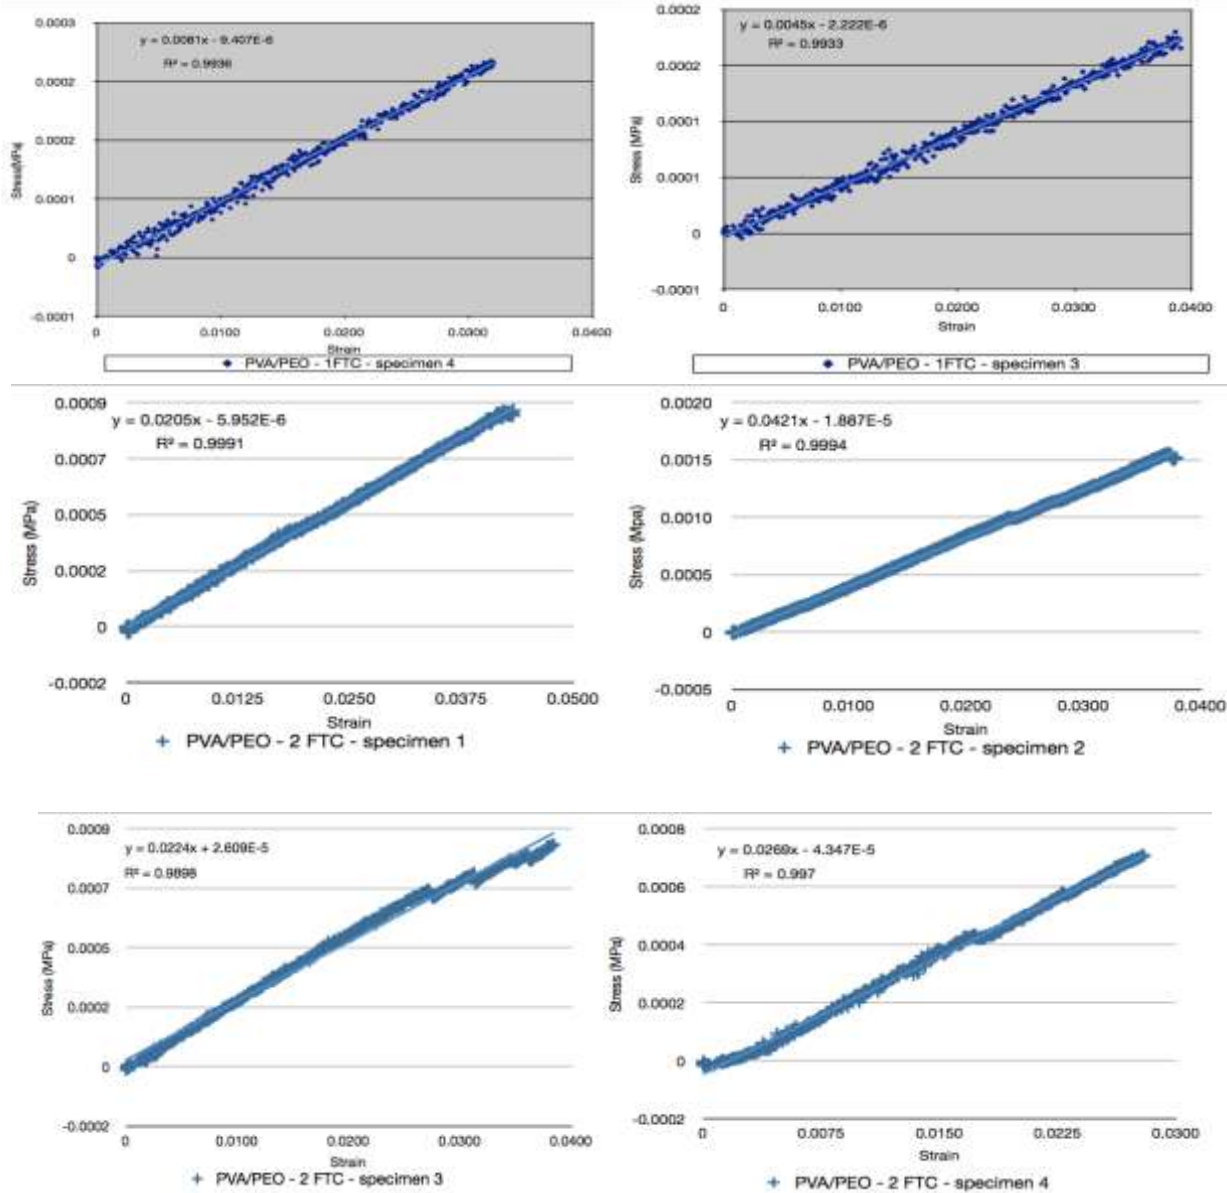 0.0003
y = 0.0081x - 9.407E-6
R² = 0.9936
0.0002
0.0002
0.0001
0
-0.0001
Stress(MPa)
0
0.0100
0.0200
0.0300
0.0400
Strain
PVA/PEO - 1FTC - specimen 4
0.0002
y = 0.0045x - 2.222E-6
R² = 0.9933
0.0002
0.0001
0.0001
0
-0.0001
Stress (MPa)
0
0.0100
0.0200
0.0300
0.0400
Strain
PVA/PEO - 1FTC - specimen 3
0.0009
y = 0.0205x - 5.952E-6
R² = 0.9991
0.0007
0.0005
0.0002
0
-0.0002
Stress (MPa)
0
0.0125
0.0250
0.0375
0.0500
Strain
PVA/PEO - 2 FTC - specimen 1
0.0020
y = 0.0421x - 1.887E-5
R² = 0.9994
0.0015
0.0010
0.0005
0
-0.0005
Stress (Mpa)
0
0.0100
0.0200
0.0300
0.0400
Strain
PVA/PEO - 2 FTC - specimen 2
0.0009
y = 0.0224x + 2.609E-5
R² = 0.9898
0.0007
0.0005
0.0002
0
-0.0002
Stress (MPa)
0
0.0100
0.0200
0.0300
0.0400
Strain
PVA/PEO - 2 FTC - specimen 3
0.0008
y = 0.0269x - 4.347E-5
R² = 0.997
0.0006
0.0004
0.0002
0
-0.0002
Stress (MPa)
0
0.0075
0.0150
0.0225
0.0300
Strain
PVA/PEO - 2 FTC - specimen 4